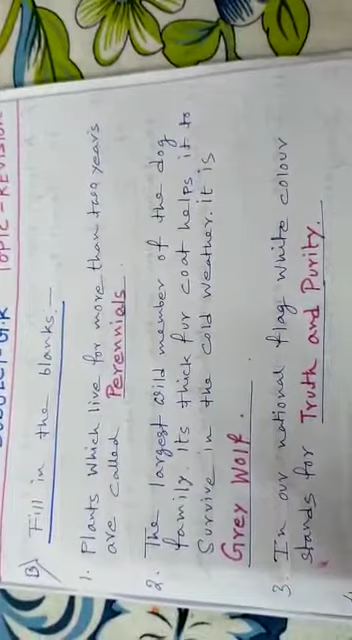 SUBJECT-G.K TOPIC-REVISION
B) Fill in the blanks.—
1. Plants which live for more than two years
are called Perennials.
2. The largest wild member of the dog
family. Its thick fur coat helps it to
Survive in the cold weather. it is
Grey Wolf.
3. In our national flag white colour
stands for Truth and Purity.